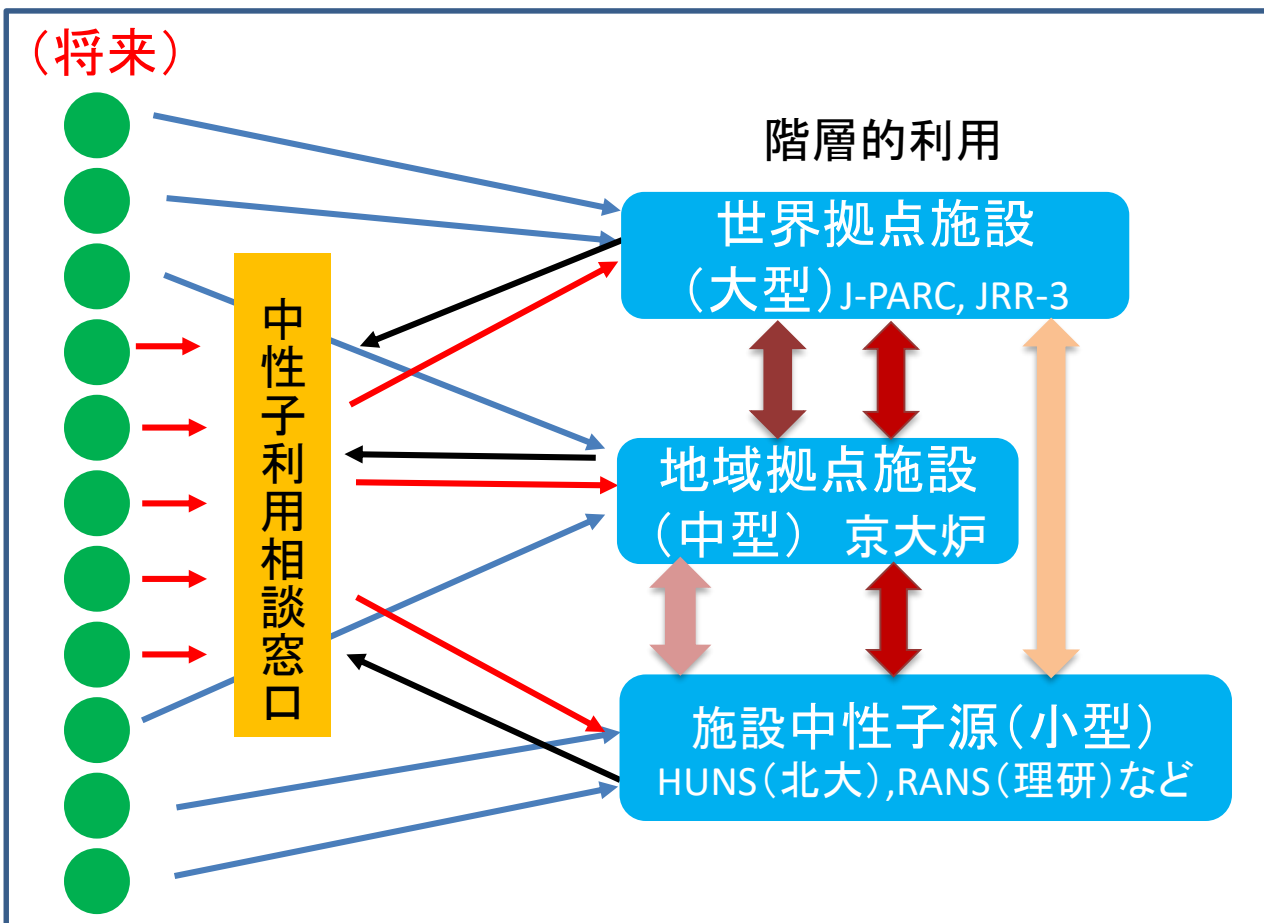 （将来）
階層的利用
中性子利用相談窓口
世界拠点施設
（大型）J-PARC, JRR-3
地域拠点施設
（中型） 京大炉
施設中性子源（小型）
HUNS（北大）,RANS（理研）など